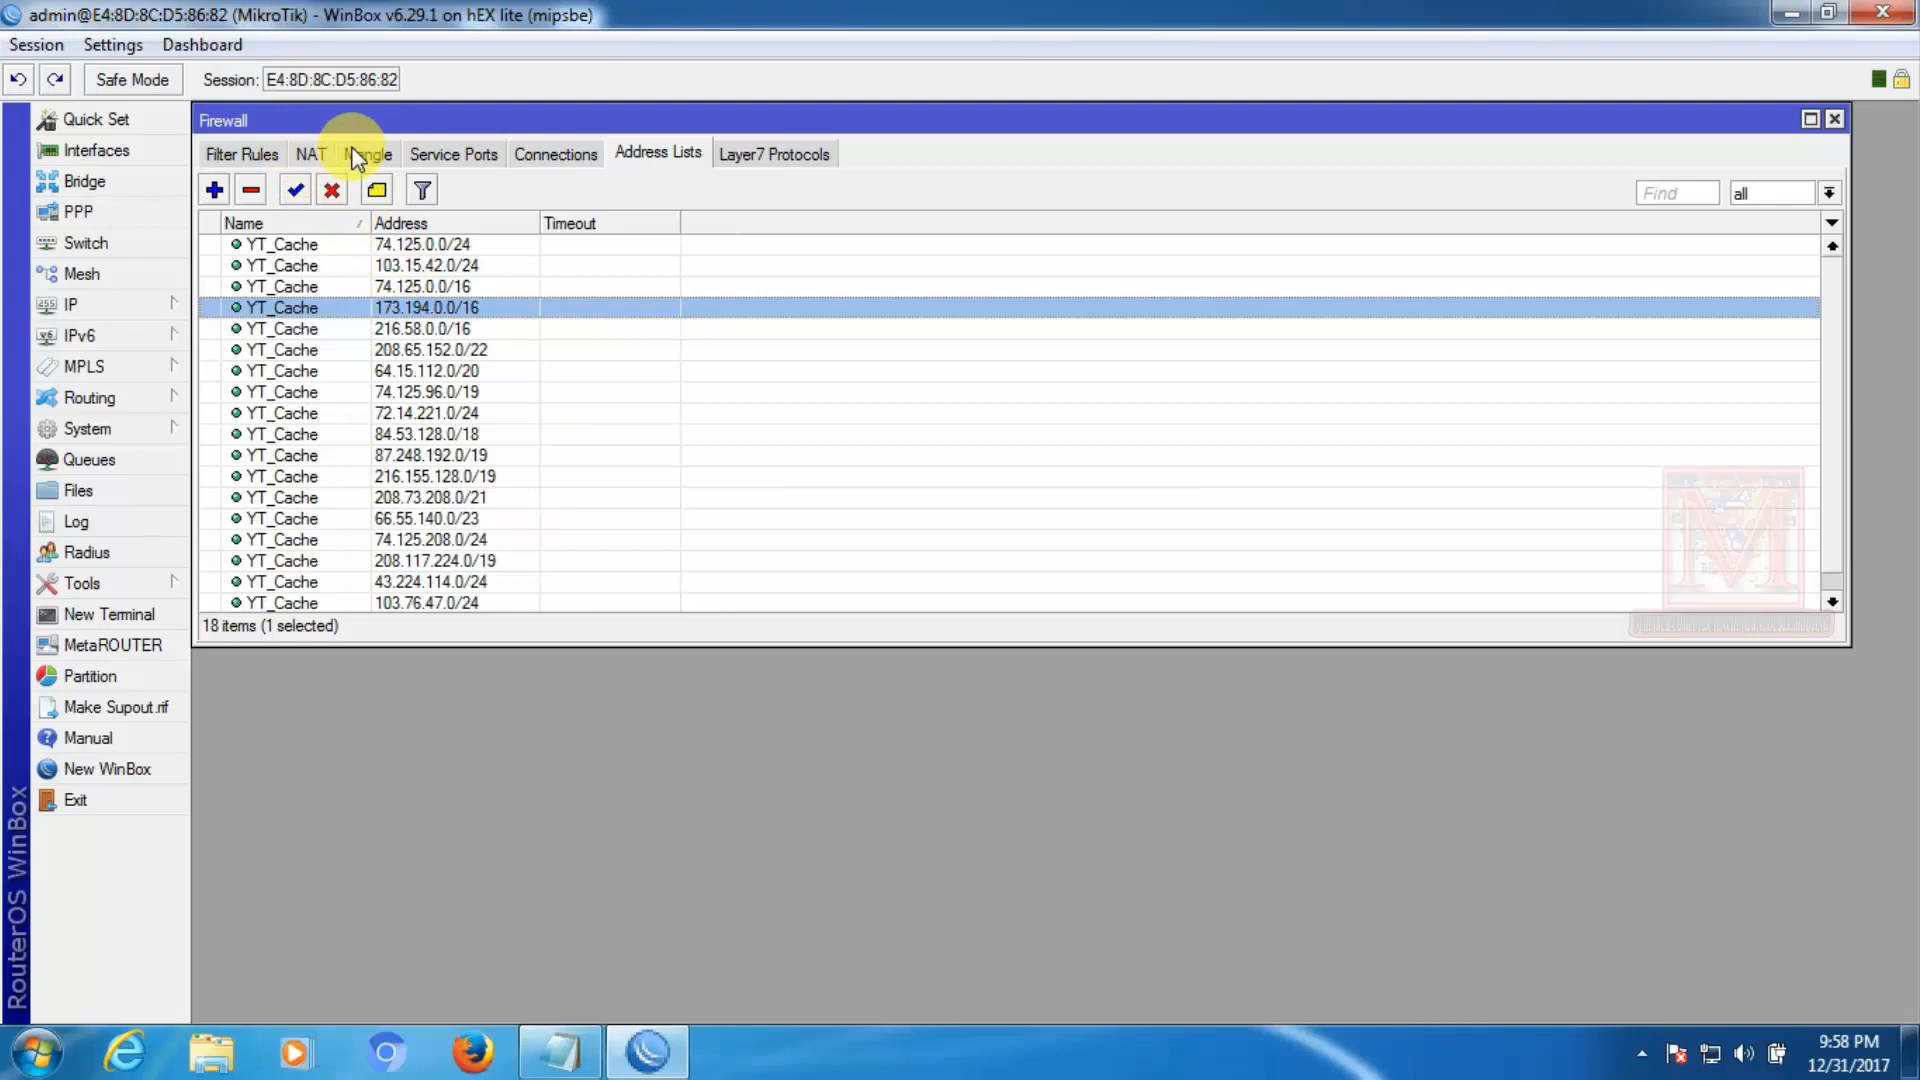 admin@E4:8D:8C:D5:86:82 (MikroTik) - WinBox v6.29.1 on hEX lite (mipsbe)
Session Settings Dashboard
Safe Mode Session: E4:8D:8C:D5:86:82
Quick Set
Interfaces
Bridge
PPP
Switch
Mesh
IP
IPv6
MPLS
Routing
System
Queues
Files
Log
Radius
Tools
New Terminal
MetaROUTER
Partition
Make Supout.rif
Manual
New WinBox
Exit
RouterOS WinBox
Firewall
Filter Rules NAT Mangle Service Ports Connections Address Lists Layer7 Protocols
Find all
Name Address Timeout
YT_Cache 74.125.0.0/24
YT_Cache 103.15.42.0/24
YT_Cache 74.125.0.0/16
YT_Cache 173.194.0.0/16
YT_Cache 216.58.0.0/16
YT_Cache 208.65.152.0/22
YT_Cache 64.15.112.0/20
YT_Cache 74.125.96.0/19
YT_Cache 72.14.221.0/24
YT_Cache 84.53.128.0/18
YT_Cache 87.248.192.0/19
YT_Cache 216.155.128.0/19
YT_Cache 208.73.208.0/21
YT_Cache 66.55.140.0/23
YT_Cache 74.125.208.0/24
YT_Cache 208.117.224.0/19
YT_Cache 43.224.114.0/24
YT_Cache 103.76.47.0/24
18 items (1 selected)
M
9:58 PM
12/31/2017